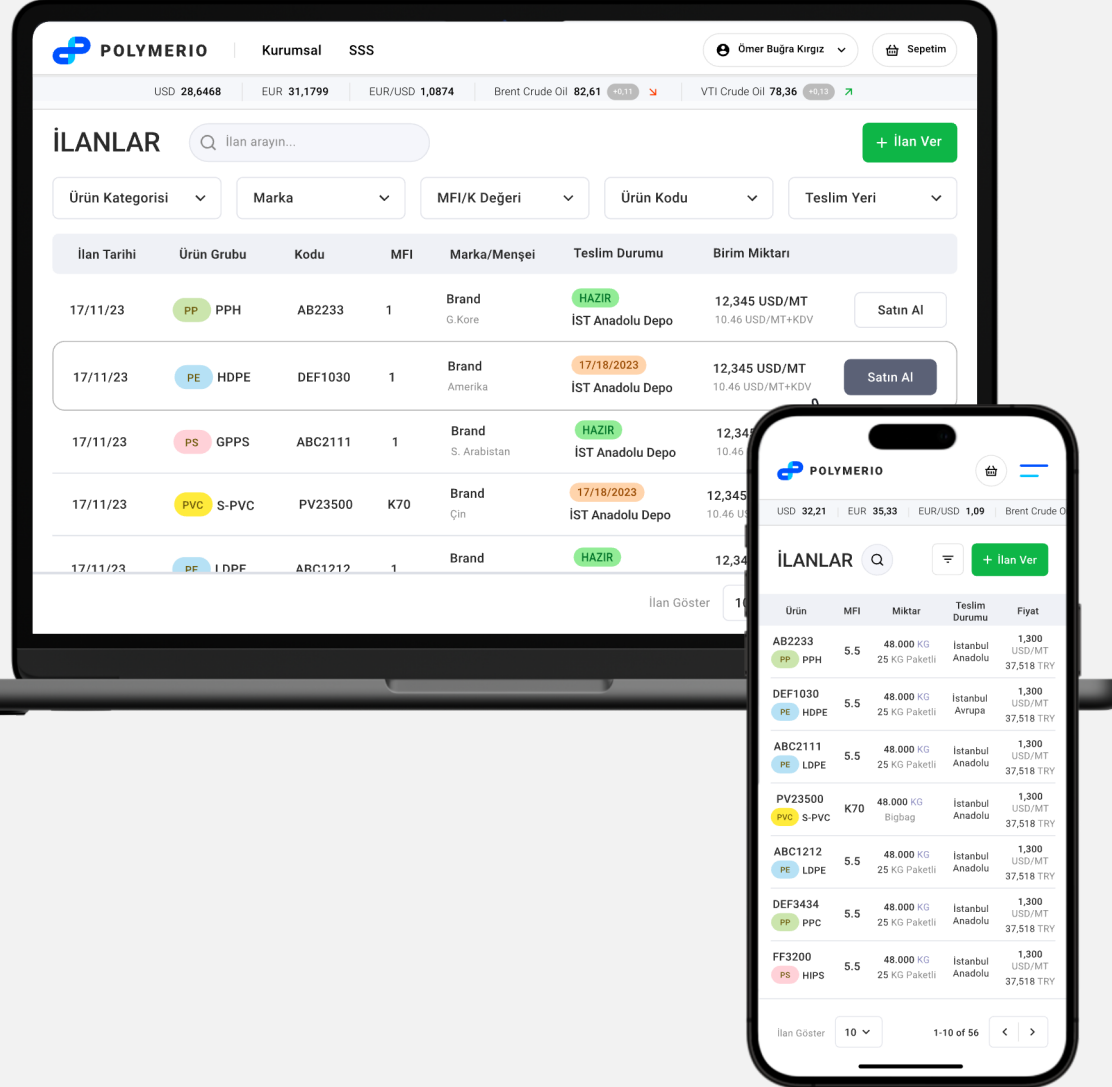 POLYMERIO Kurumsal SSS Ömer Buğra Kırgız Sepetim
USD 28,6468 EUR 31,1799 EUR/USD 1,0874 Brent Crude Oil 82,61 +0,11 VTI Crude Oil 78,36 +0,13
İLANLAR İlan arayın... + İlan Ver
Ürün Kategorisi Marka MFI/K Değeri Ürün Kodu Teslim Yeri
İlan Tarihi Ürün Grubu Kodu MFI Marka/Menşei Teslim Durumu Birim Miktarı
17/11/23 PP PPH AB2233 1 Brand HAZIR 12,345 USD/MT Satın Al
G.Kore İST Anadolu Depo 10.46 USD/MT+KDV
17/11/23 PE HDPE DEF1030 1 Brand 17/18/2023 12,345 USD/MT Satın Al
Amerika İST Anadolu Depo 10.46 USD/MT+KDV
17/11/23 PS GPPS ABC2111 1 Brand HAZIR
S. Arabistan İST Anadolu Depo 10.46
17/11/23 PVC S-PVC PV23500 K70 Brand 17/18/2023 12,345
Çin İST Anadolu Depo 10.46
17/11/23 PE LDPE ABC1212 1 Brand HAZIR
İlan Göster
POLYMERIO
USD 32,21 EUR 35,33 EUR/USD 1,09 Brent Crude
İLANLAR + İlan Ver
Ürün MFI Miktar Teslim Durumu Fiyat
AB2233 5.5 48.000 KG İstanbul 1,300
PP PPH 25 KG Paketli Anadolu USD/MT
37,518 TRY
DEF1030 5.5 48.000 KG İstanbul 1,300
PE HDPE 25 KG Paketli Avrupa USD/MT
37,518 TRY
ABC2111 5.5 48.000 KG İstanbul 1,300
PE LDPE 25 KG Paketli Anadolu USD/MT
37,518 TRY
PV23500 K70 48.000 KG İstanbul 1,300
PVC S-PVC Bigbag Anadolu USD/MT
37,518 TRY
ABC1212 5.5 48.000 KG İstanbul 1,300
PE LDPE 25 KG Paketli Anadolu USD/MT
37,518 TRY
DEF3434 5.5 48.000 KG İstanbul 1,300
PP PPC 25 KG Paketli Anadolu USD/MT
37,518 TRY
FF3200 5.5 48.000 KG İstanbul 1,300
PS HIPS 25 KG Paketli Anadolu USD/MT
37,518 TRY
İlan Göster 10 1-10 of 56